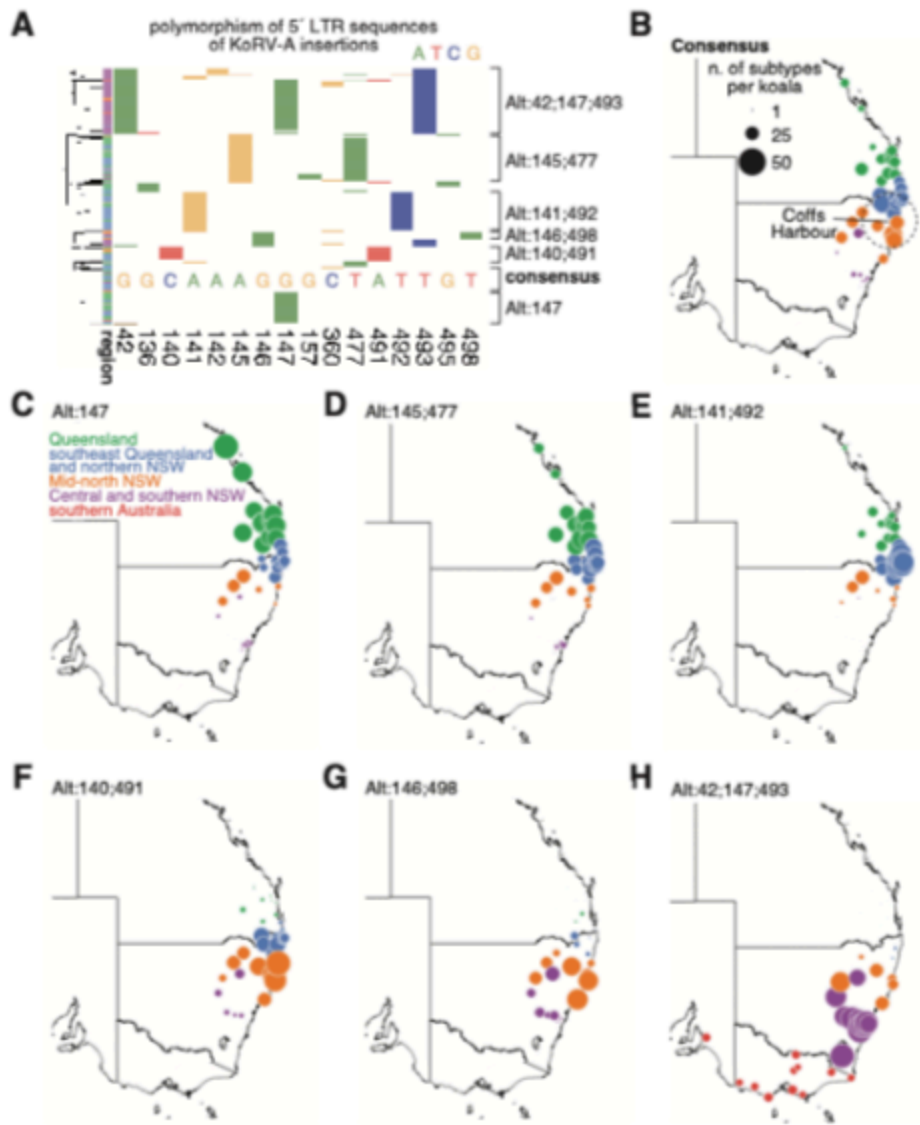 A
polymorphism of 5´ LTR sequences
of KoRV-A insertions
A T C G
Alt:42;147;493
Alt:145;477
Alt:141;492
Alt:146;498
Alt:140;491
G G C A A A G G G C T A T T G T
consensus
Alt:147
region 42 136 140 141 142 145 146 147 157 360 477 491 492 493 495 498
B
Consensus
n. of subtypes
per koala
1
25
50
Coffs
Harbour
C
Alt:147
Queensland
southeast Queensland
and northern NSW
Mid-north NSW
Central and southern NSW
southern Australia
D
Alt:145;477
E
Alt:141;492
F
Alt:140;491
G
Alt:146;498
H
Alt:42;147;493